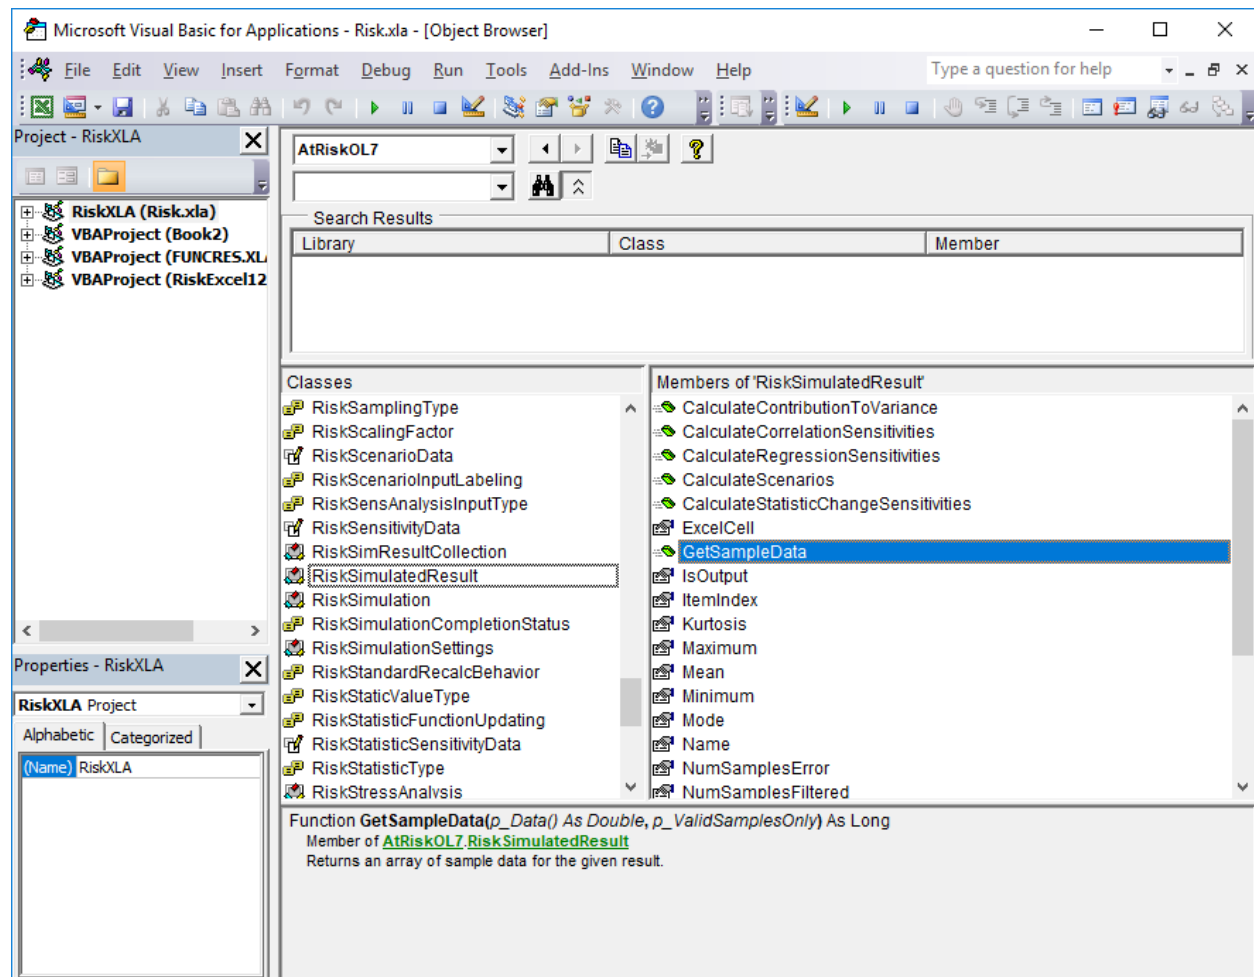 Microsoft Visual Basic for Applications - Risk.xla - [Object Browser]
File Edit View Insert Format Debug Run Tools Add-Ins Window Help Type a question for help
Project - RiskXLA
RiskXLA (Risk.xla)
VBAProject (Book2)
VBAProject (FUNCRES.XL
VBAProject (RiskExcel12
Properties - RiskXLA
RiskXLA Project
Alphabetic Categorized
(Name) RiskXLA
AtRiskOL7
Search Results
Library Class Member
Classes
RiskSamplingType
RiskScalingFactor
RiskScenarioData
RiskScenarioInputLabeling
RiskSensAnalysisInputType
RiskSensitivityData
RiskSimResultCollection
RiskSimulatedResult
RiskSimulation
RiskSimulationCompletionStatus
RiskSimulationSettings
RiskStandardRecalcBehavior
RiskStaticValueType
RiskStatisticFunctionUpdating
RiskStatisticSensitivityData
RiskStatisticType
RiskStressAnalysis
Members of 'RiskSimulatedResult'
CalculateContributionToVariance
CalculateCorrelationSensitivities
CalculateRegressionSensitivities
CalculateScenarios
CalculateStatisticChangeSensitivities
ExcelCell
GetSampleData
IsOutput
ItemIndex
Kurtosis
Maximum
Mean
Minimum
Mode
Name
NumSamplesError
NumSamplesFiltered
Function GetSampleData(p_Data() As Double, p_ValidSamplesOnly) As Long
Member of AtRiskOL7.RiskSimulatedResult
Returns an array of sample data for the given result.